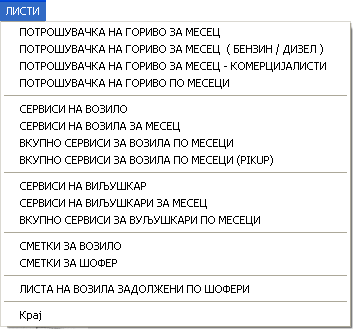 ЛИСТИ
ПОТРОШУВАЧКА НА ГОРИВО ЗА МЕСЕЦ
ПОТРОШУВАЧКА НА ГОРИВО ЗА МЕСЕЦ ( БЕНЗИН / ДИЗЕЛ )
ПОТРОШУВАЧКА НА ГОРИВО ЗА МЕСЕЦ - КОМЕРЦИЈАЛИСТИ
ПОТРОШУВАЧКА НА ГОРИВО ПО МЕСЕЦИ
СЕРВИСИ НА ВОЗИЛО
СЕРВИСИ НА ВОЗИЛА ЗА МЕСЕЦ
ВКУПНО СЕРВИСИ ЗА ВОЗИЛА ПО МЕСЕЦИ
ВКУПНО СЕРВИСИ ЗА ВОЗИЛА ПО МЕСЕЦИ (PIKUP)
СЕРВИСИ НА ВИЉУШКАР
СЕРВИСИ НА ВИЉУШКАРИ ЗА МЕСЕЦ
ВКУПНО СЕРВИСИ ЗА ВУЉУШКАРИ ПО МЕСЕЦИ
СМЕТКИ ЗА ВОЗИЛО
СМЕТКИ ЗА ШОФЕР
ЛИСТА НА ВОЗИЛА ЗАДОЛЖЕНИ ПО ШОФЕРИ
Крај